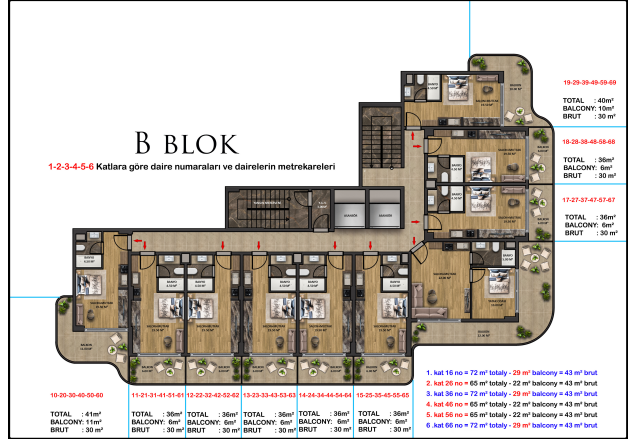 B BLOK
1-2-3-4-5-6 Katlara göre daire numaraları ve dairelerin metrekareleri
19-29-39-49-59-69
TOTAL : 40m²
BALCONY: 10m²
BRUT : 30 m²
18-28-38-48-58-68
TOTAL : 36m²
BALCONY: 6m²
BRUT : 30 m²
17-27-37-47-57-67
TOTAL : 36m²
BALCONY: 6m²
BRUT : 30 m²
10-20-30-40-50-60
TOTAL : 41m²
BALCONY: 11m²
BRUT : 30 m²
11-21-31-41-51-61
TOTAL : 36m²
BALCONY: 6m²
BRUT : 30 m²
12-22-32-42-52-62
TOTAL : 36m²
BALCONY: 6m²
BRUT : 30 m²
13-23-33-43-53-63
TOTAL : 36m²
BALCONY: 6m²
BRUT : 30 m²
14-24-34-44-54-64
TOTAL : 36m²
BALCONY: 6m²
BRUT : 30 m²
15-25-35-45-55-65
TOTAL : 36m²
BALCONY: 6m²
BRUT : 30 m²
1. kat 16 no = 72 m² totaly - 29 m² balcony = 43 m² brut
2. kat 26 no = 65 m² totaly - 22 m² balcony = 43 m² brut
3. kat 36 no = 72 m² totaly - 29 m² balcony = 43 m² brut
4. kat 46 no = 65 m² totaly - 22 m² balcony = 43 m² brut
5. kat 56 no = 65 m² totaly - 22 m² balcony = 43 m² brut
6 .kat 66 no = 72 m² totaly - 29 m² balcony = 43 m² brut